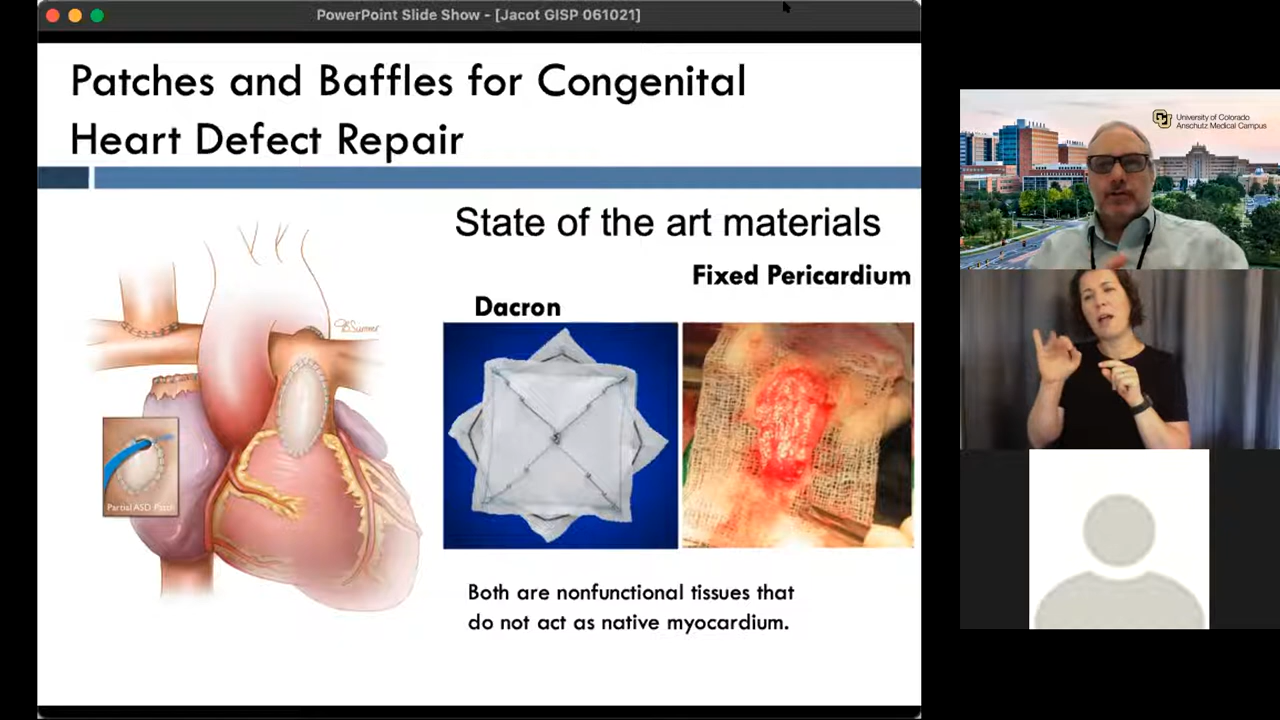 PowerPoint Slide Show - [Jacot GISP 061021]
Patches and Baffles for Congenital
Heart Defect Repair
State of the art materials
Fixed Pericardium
Dacron
Partial ASD Patch
Both are nonfunctional tissues that
do not act as native myocardium.
University of Colorado
Anschutz Medical Campus